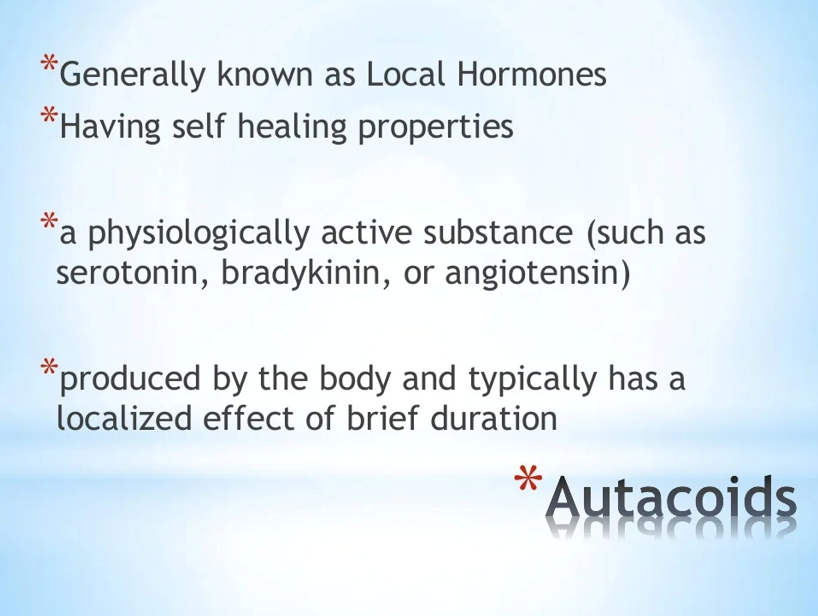 *Generally known as Local Hormones
*Having self healing properties
*a physiologically active substance (such as
serotonin, bradykinin, or angiotensin)
*produced by the body and typically has a
localized effect of brief duration
*Autacoids